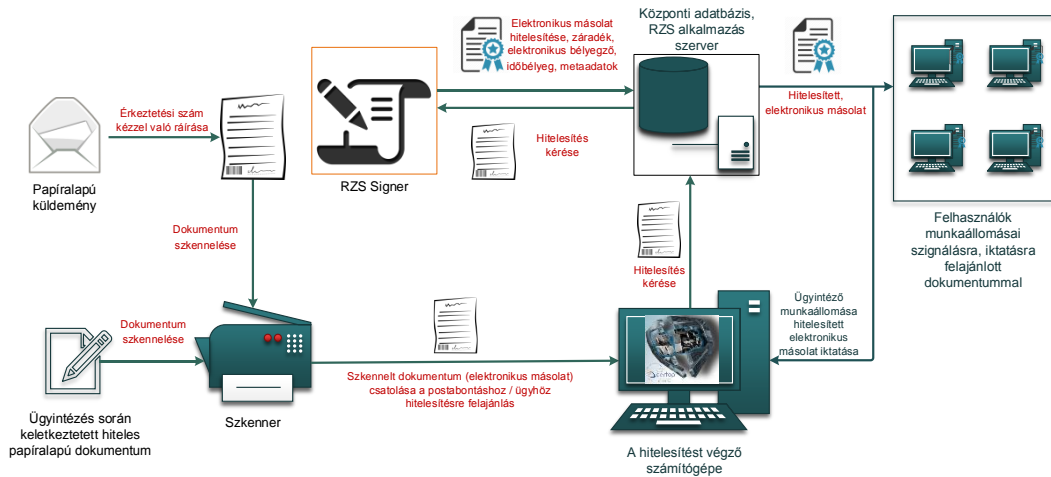 Elektronikus másolat
hitelesítése, záradék,
elektronikus bélyegző,
időbélyeg, metaadatok
Központi adatbázis,
RZS alkalmazás
szerver
Érkeztetési szám
kézzel való ráírása
Hitelesített,
elektronikus másolat
Hitelesítés
kérése
Papíralapú
küldemény
RZS Signer
Felhasználók
munkaállomásai
szignálásra, iktatásra
felajánlott
dokumentummal
Dokumentum
szkennelése
Hitelesítés
kérése
Dokumentum
szkennelése
Ügyintéző
munkaállomása
hitelesített
elektronikus
másolat iktatása
Szkennelt dokumentum (elektronikus másolat)
csatolása a postabontáshoz / ügyhöz
hitelesítésre felajánlás
certop
Ügyintézés során
keletkeztetett hiteles
papíralapú dokumentum
Szkenner
A hitelesítést végző
számítógépe